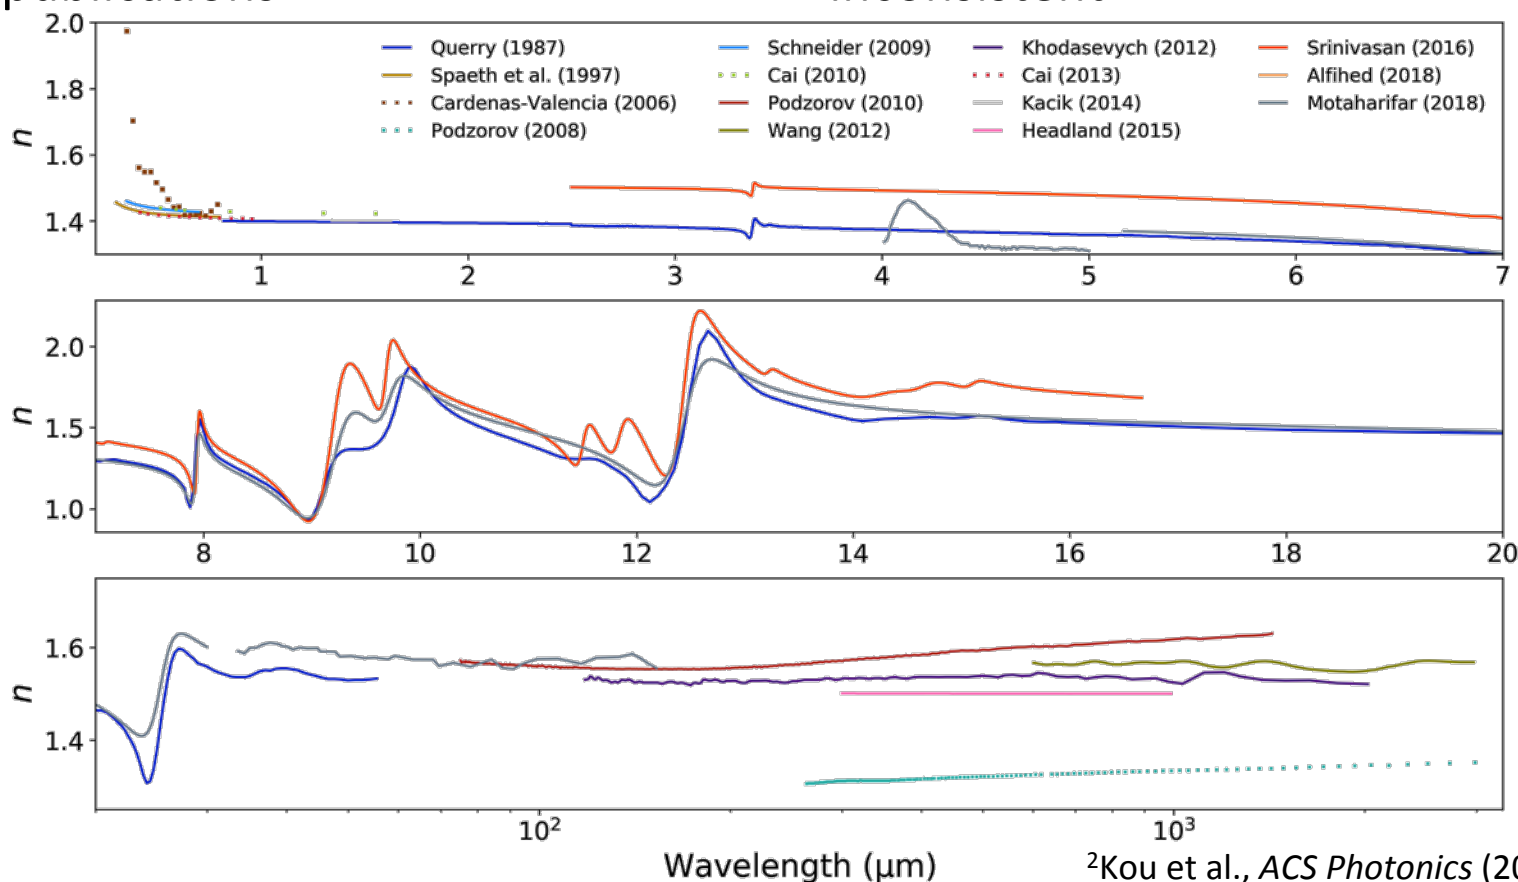 2.0
1.8
1.6
1.4
n
Querry (1987)
Spaeth et al. (1997)
Cardenas-Valencia (2006)
Podzorov (2008)
Schneider (2009)
Cai (2010)
Podzorov (2010)
Wang (2012)
Khodasevych (2012)
Cai (2013)
Kacik (2014)
Headland (2015)
Srinivasan (2016)
Alfihed (2018)
Motaharifar (2018)
1 2 3 4 5 6 7
2.0
1.5
1.0
n
8 10 12 14 16 18 20
1.6
1.4
n
10² 10³
Wavelength (μm)
²Kou et al., ACS Photonics (20